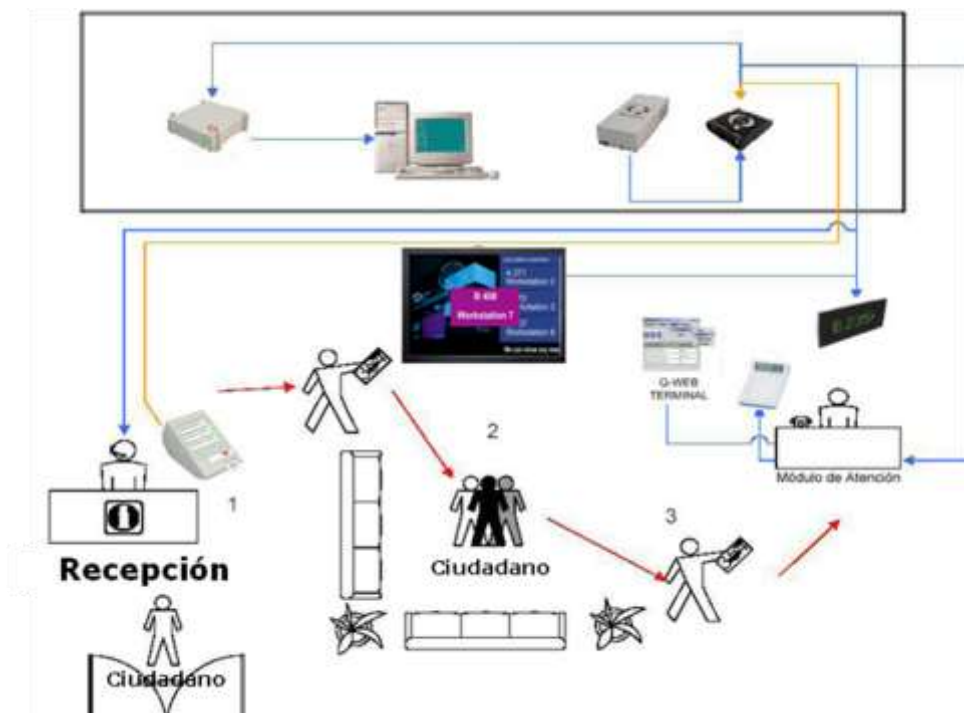 B 408
Workstation 7
Q-WEB
TERMINAL
2
Módulo de Atención
1
3
Recepción
Ciudadano
Ciudadano